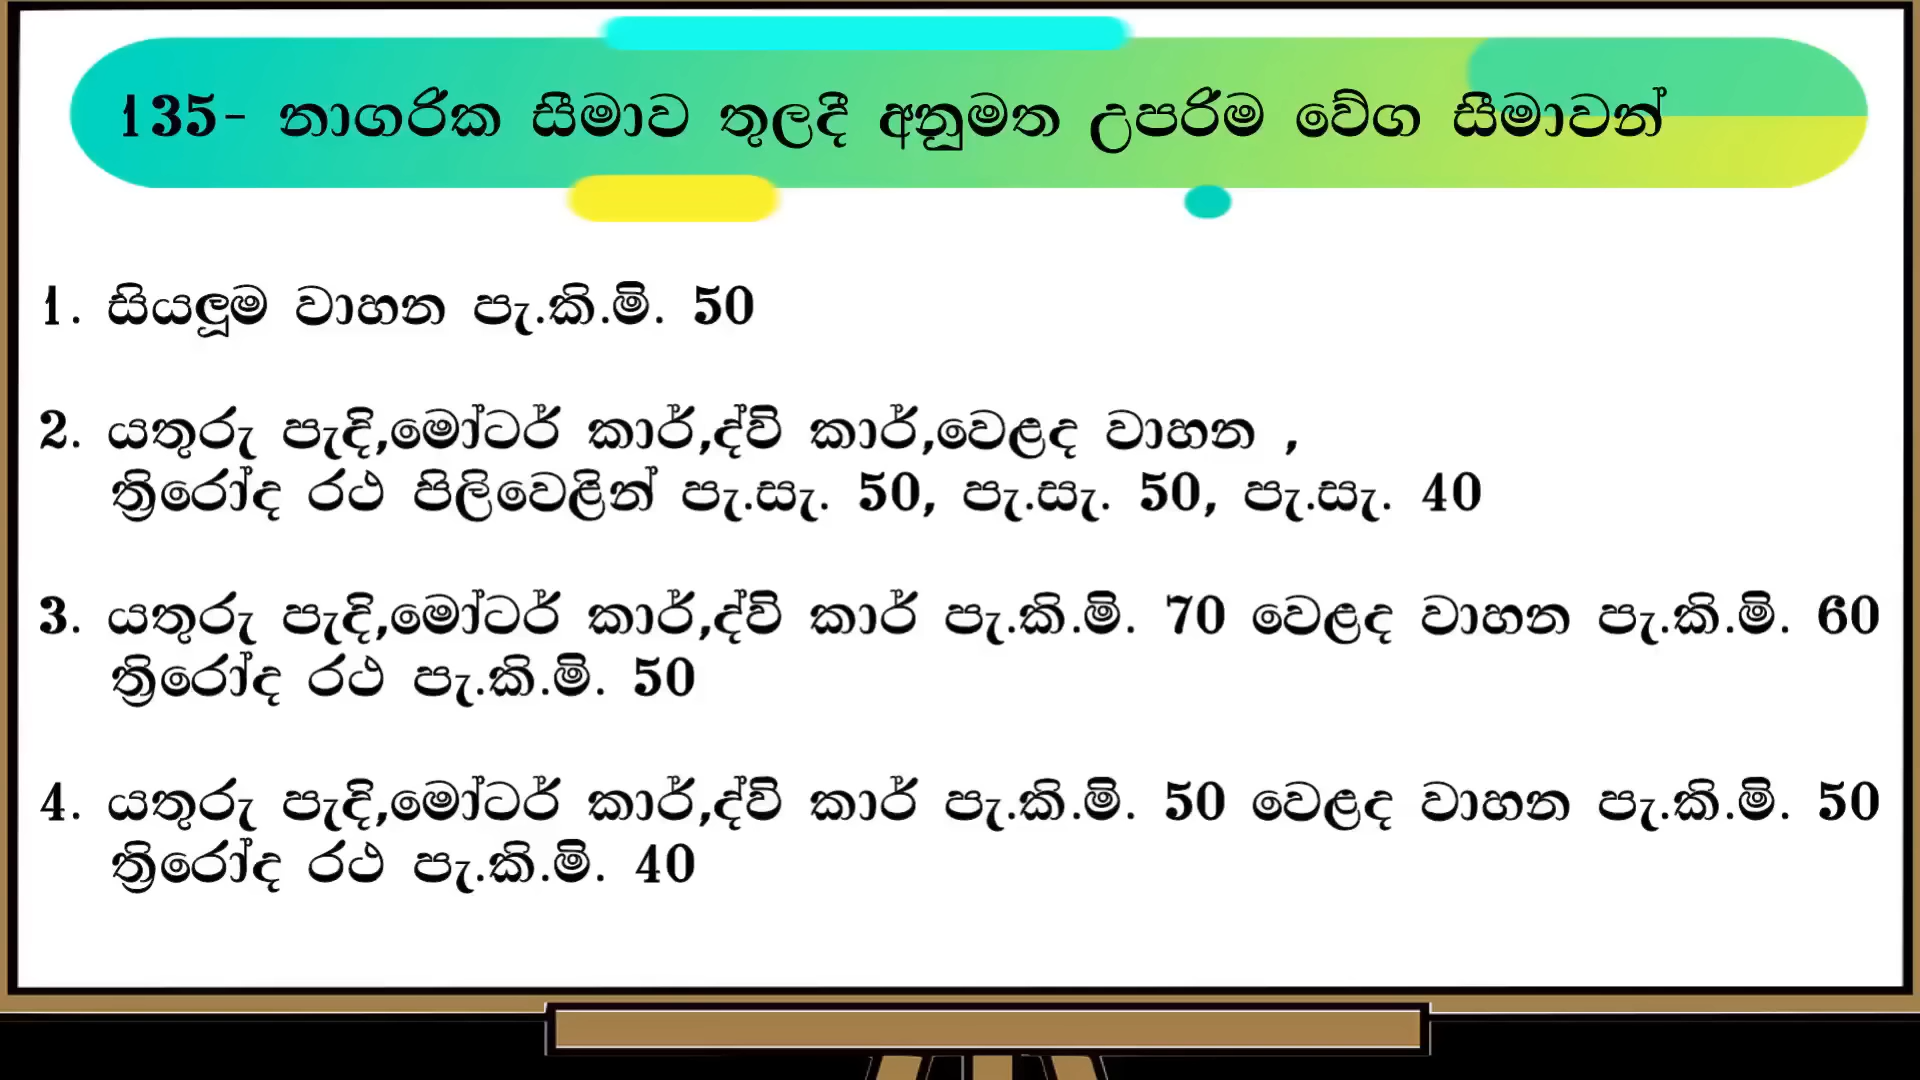 135- නාගරික සීමාව තුලදී අනුමත උපරිම වේග සීමාවන්
1. සියලූම වාහන පැ.කි.මි. 50
2. යතුරු පැදි,මෝටර් කාර්,ද්වි කාර්,වෙළද වාහන ,
ත්‍රිරෝද රථ පිලිවෙළින් පැ.සැ. 50, පැ.සැ. 50, පැ.සැ. 40
3. යතුරු පැදි,මෝටර් කාර්,ද්වි කාර් පැ.කි.මි. 70 වෙළද වාහන පැ.කි.මි. 60
ත්‍රිරෝද රථ පැ.කි.මි. 50
4. යතුරු පැදි,මෝටර් කාර්,ද්වි කාර් පැ.කි.මි. 50 වෙළද වාහන පැ.කි.මි. 50
ත්‍රිරෝද රථ පැ.කි.මි. 40